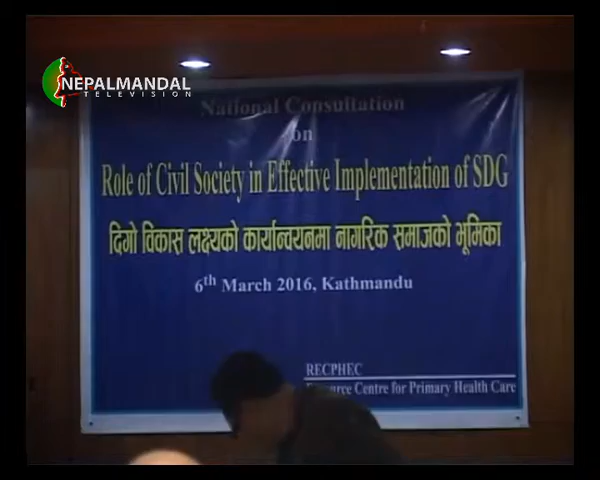 NEPALMANDAL
TELEVISION
National Consultation
on
Role of Civil Society in Effective Implementation of SDG
दिगो विकास लक्ष्यको कार्यान्वयनमा नागरिक समाजको भूमिका
6th March 2016, Kathmandu
RECPHEC
Resource Centre for Primary Health Care